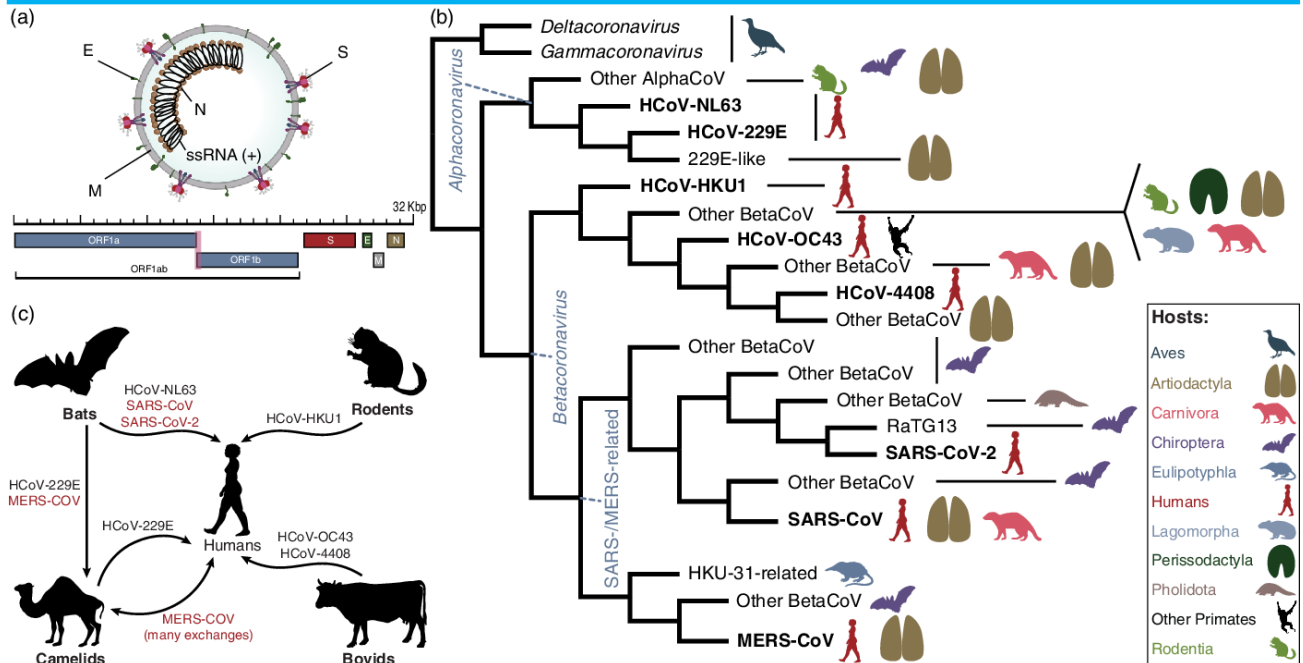 (a)
E
S
N
ssRNA (+)
M
32 Kbp
ORF1a
S
E
N
ORF1b
M
ORF1ab
(b)
Deltacoronavirus
Gammacoronavirus
Alphacoronavirus
Other AlphaCoV
HCoV-NL63
HCoV-229E
229E-like
HCoV-HKU1
Other BetaCoV
HCoV-OC43
Other BetaCoV
HCoV-4408
Other BetaCoV
Betacoronavirus
Other BetaCoV
Other BetaCoV
Other BetaCoV
RaTG13
SARS-CoV-2
Other BetaCoV
SARS-CoV
SARS-/MERS-related
HKU-31-related
Other BetaCoV
MERS-CoV
Hosts:
Aves
Artiodactyla
Carnivora
Chiroptera
Eulipotyphla
Humans
Lagomorpha
Perissodactyla
Pholidota
Other Primates
Rodentia
(c)
Bats
HCoV-NL63
SARS-CoV
SARS-CoV-2
Rodents
HCoV-HKU1
HCoV-229E
MERS-COV
HCoV-229E
Humans
HCoV-OC43
HCoV-4408
MERS-COV
(many exchanges)
Camelids
Bovids